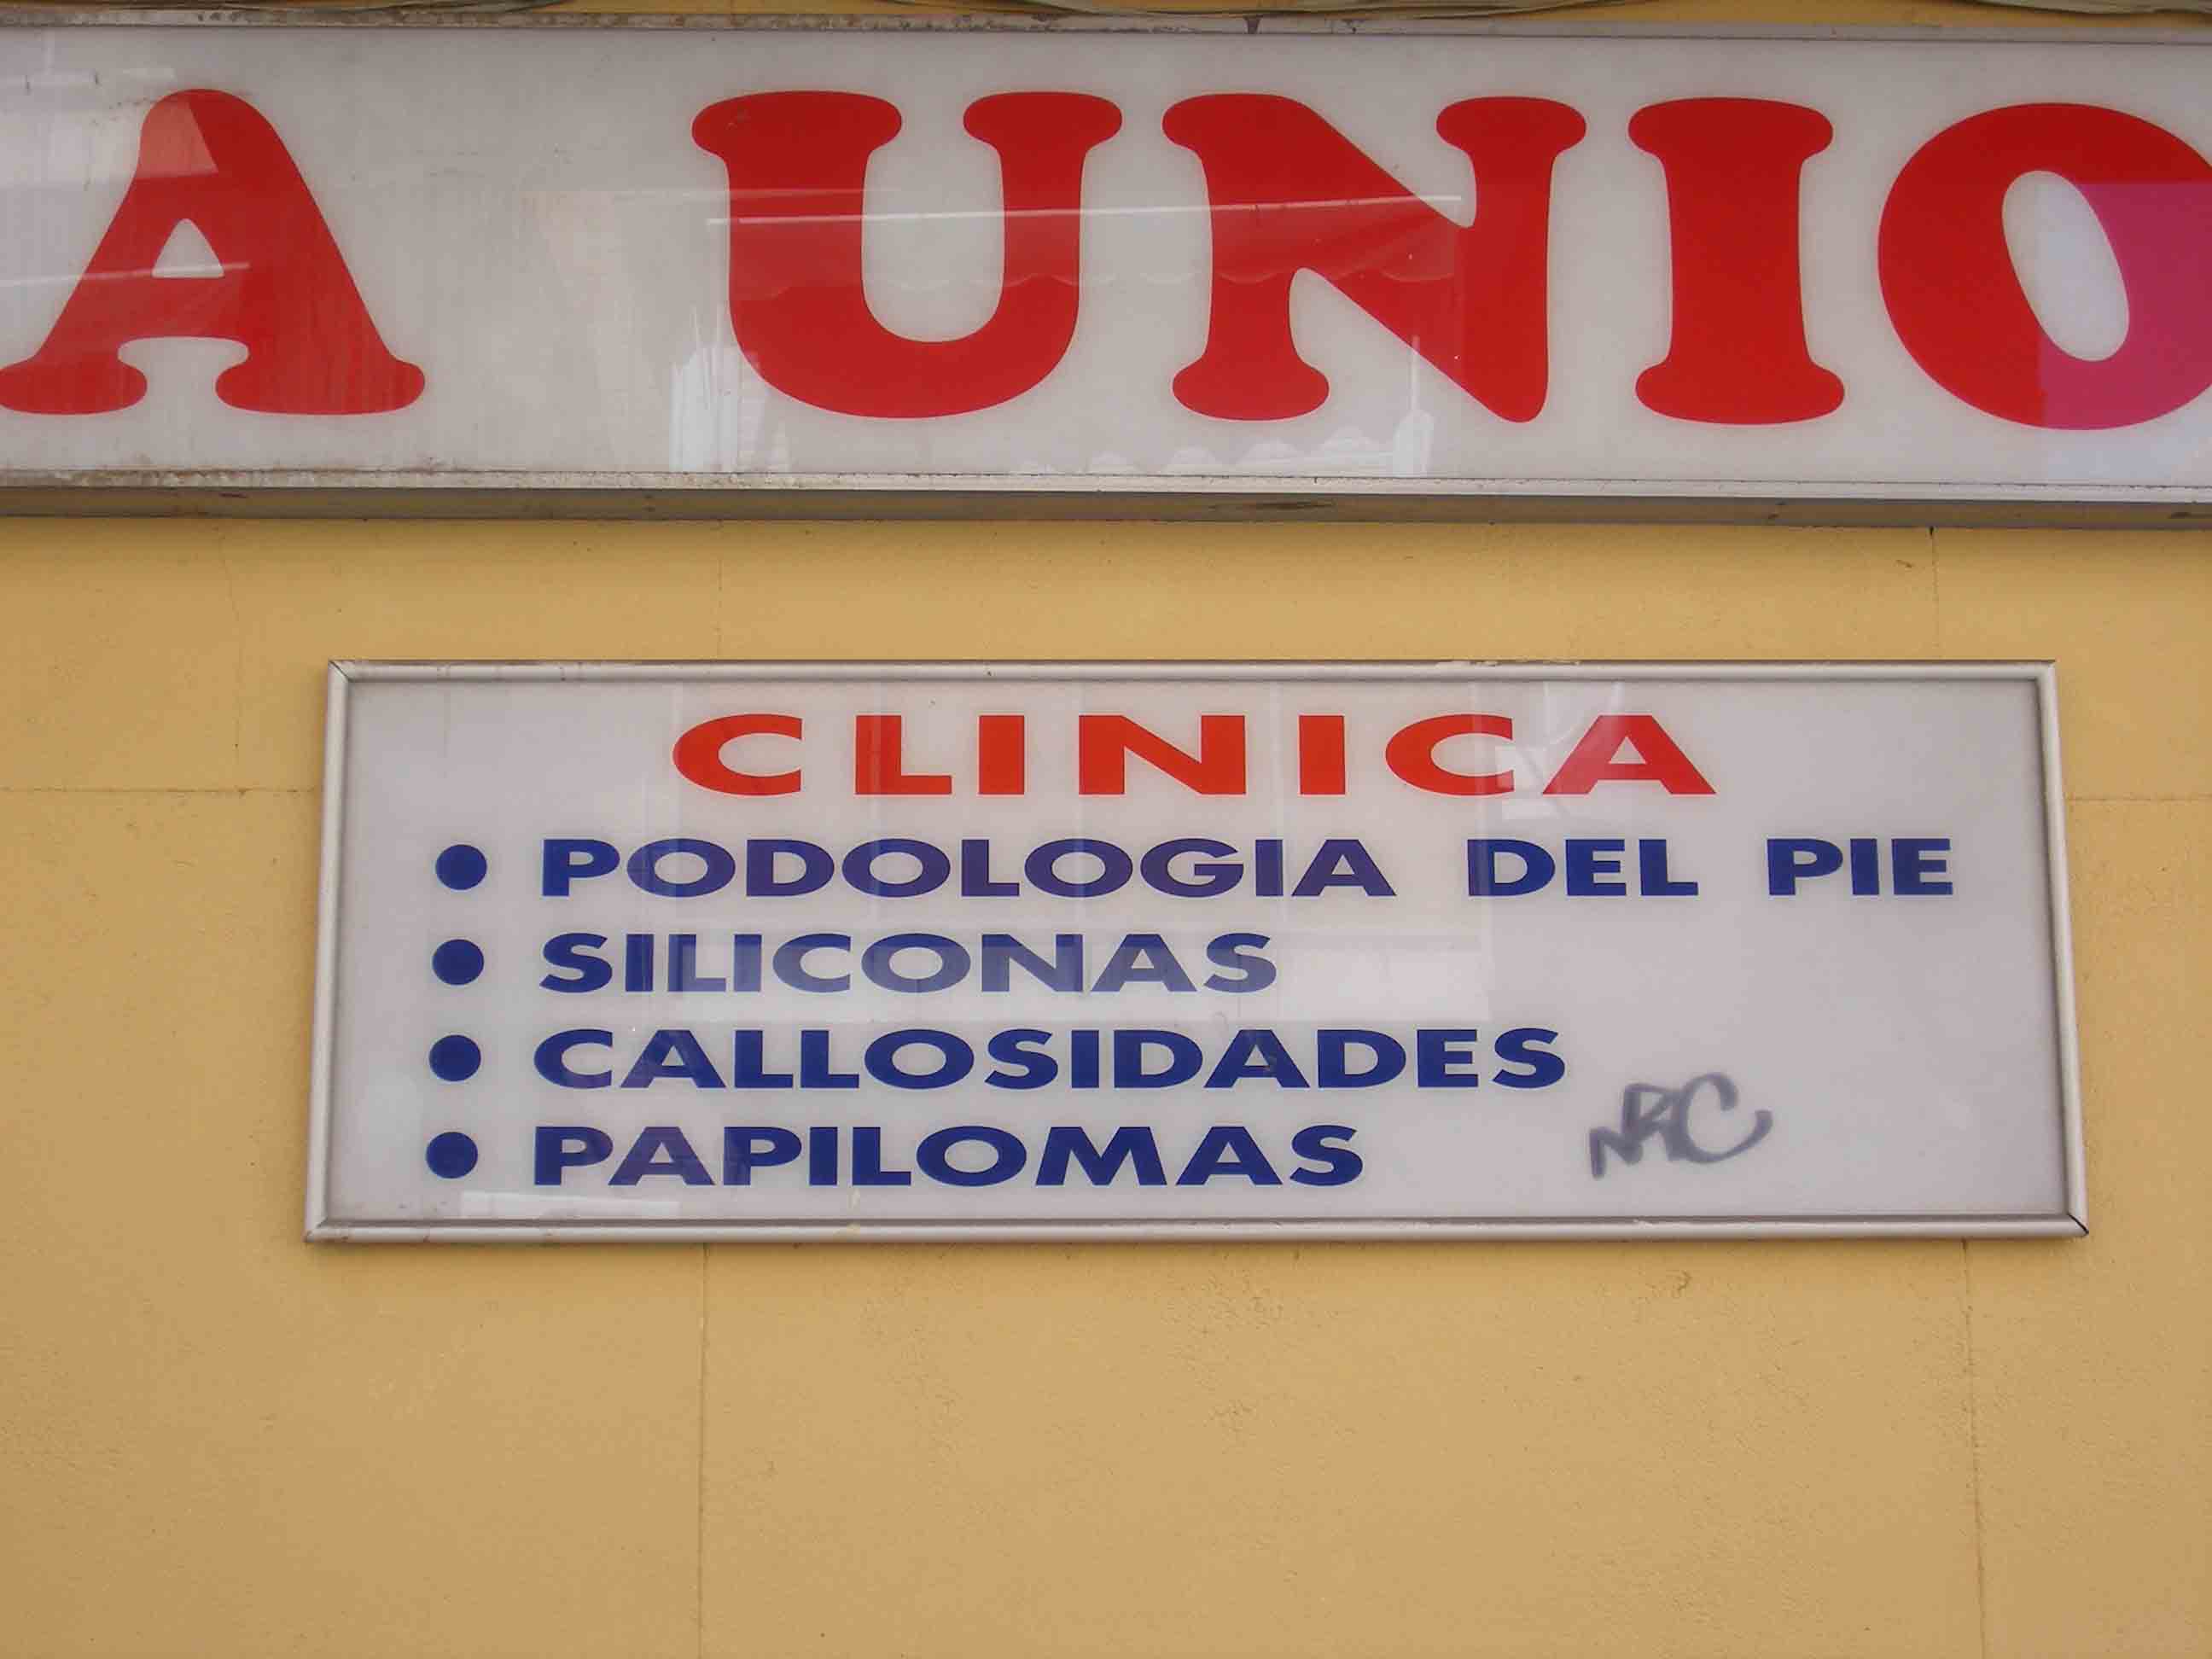 A UNIO
CLINICA
• PODOLOGIA DEL PIE
• SILICONAS
• CALLOSIDADES
• PAPILOMAS